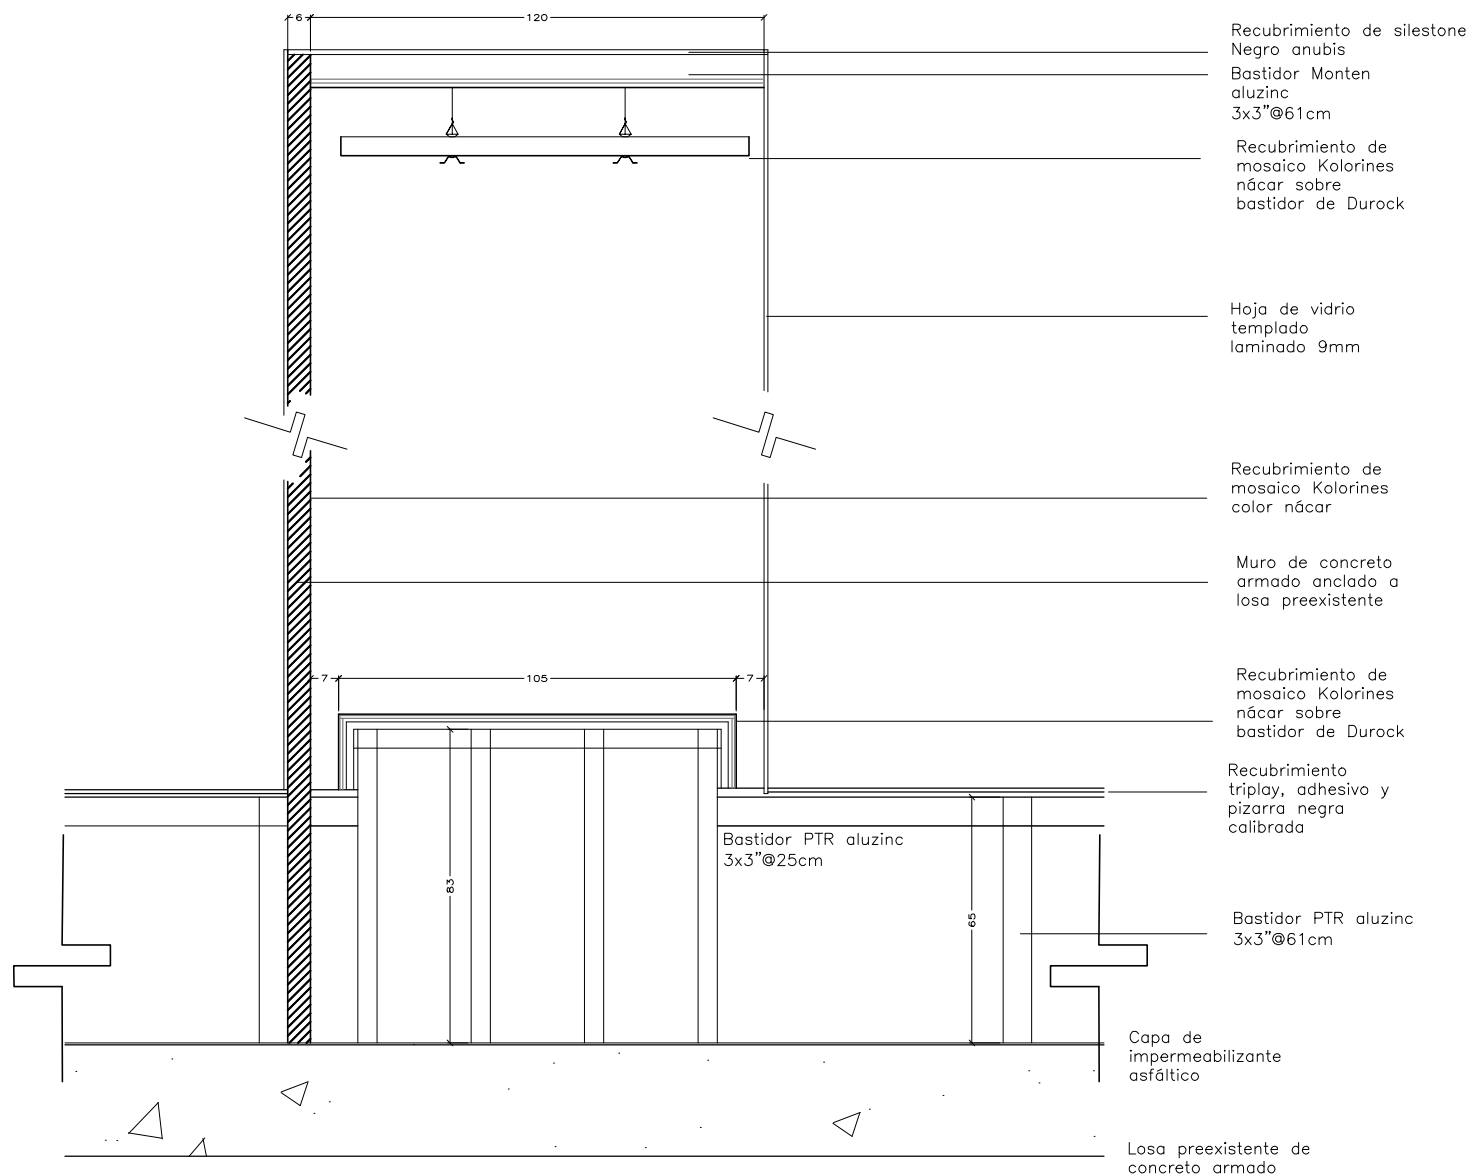 6
120
Recubrimiento de silestone
Negro anubis
Bastidor Monten
aluzinc
3x3"@61cm
Recubrimiento de
mosaico Kolorines
nácar sobre
bastidor de Durock
Hoja de vidrio
templado
laminado 9mm
Recubrimiento de
mosaico Kolorines
color nácar
Muro de concreto
armado anclado a
losa preexistente
7
105
7
Recubrimiento de
mosaico Kolorines
nácar sobre
bastidor de Durock
Recubrimiento
triplay, adhesivo y
pizarra negra
calibrada
Bastidor PTR aluzinc
3x3"@25cm
83
65
Bastidor PTR aluzinc
3x3"@61cm
Capa de
impermeabilizante
asfáltico
Losa preexistente de
concreto armado